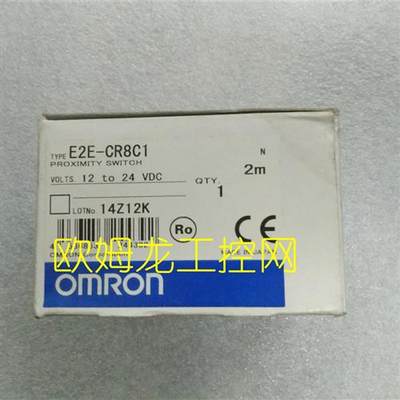 TYPE E2E-CR8C1
PROXIMITY SWITCH
N
VOLTS. 12 to 24 VDC
QTY.
1
2m
LOTNo 14Z12K
Ro
CE
欧姆龙工控网
OMRON